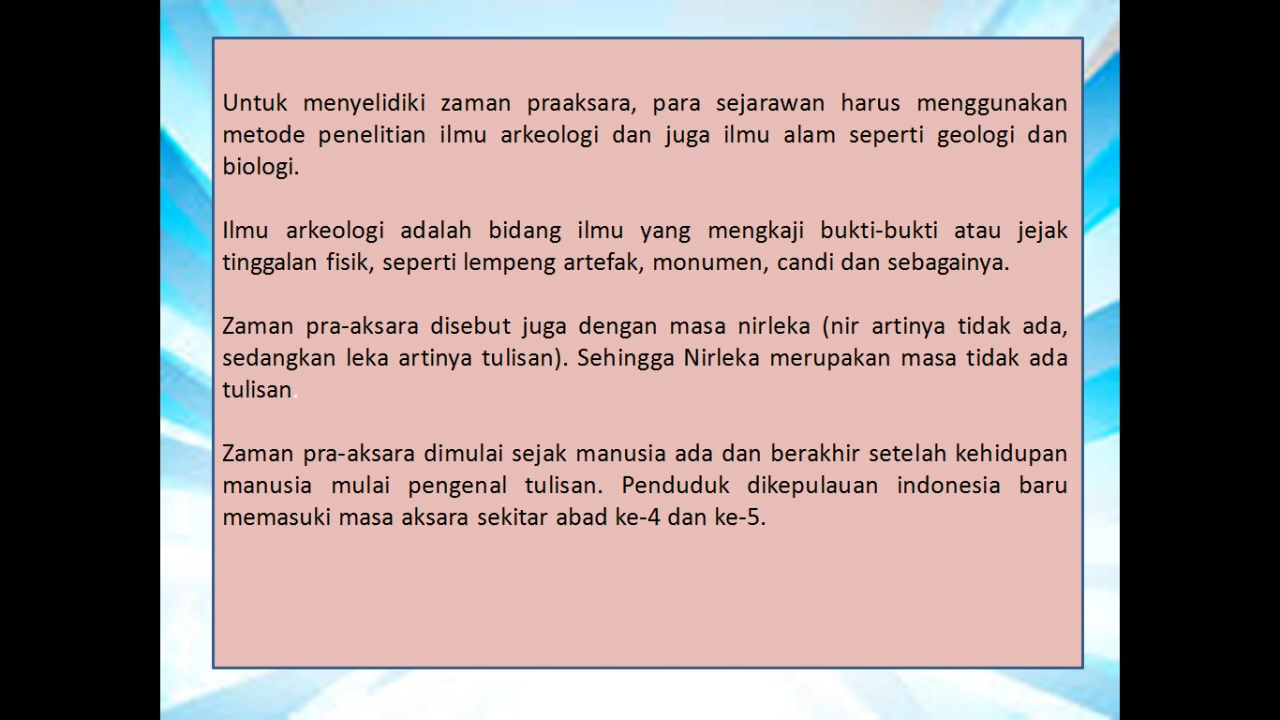 Untuk menyelidiki zaman praaksara, para sejarawan harus menggunakan
metode penelitian ilmu arkeologi dan juga ilmu alam seperti geologi dan
biologi.
Ilmu arkeologi adalah bidang ilmu yang mengkaji bukti-bukti atau jejak
tinggalan fisik, seperti lempeng artefak, monumen, candi dan sebagainya.
Zaman pra-aksara disebut juga dengan masa nirleka (nir artinya tidak ada,
sedangkan leka artinya tulisan). Sehingga Nirleka merupakan masa tidak ada
tulisan.
Zaman pra-aksara dimulai sejak manusia ada dan berakhir setelah kehidupan
manusia mulai pengenal tulisan. Penduduk dikepulauan indonesia baru
memasuki masa aksara sekitar abad ke-4 dan ke-5.